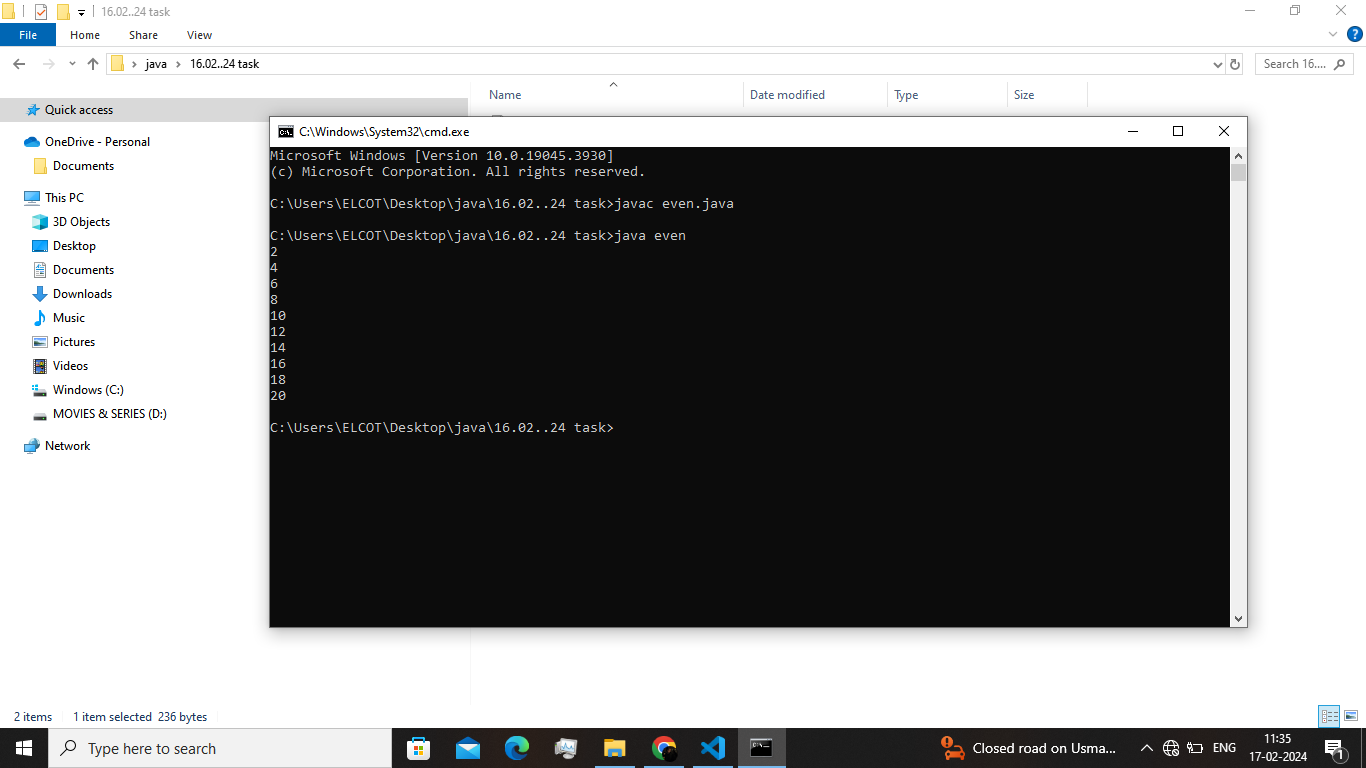 16.02..24 task
File Home Share View
java 16.02..24 task
Search 16....
Name Date modified Type Size
Quick access
OneDrive - Personal
Documents
This PC
3D Objects
Desktop
Documents
Downloads
Music
Pictures
Videos
Windows (C:)
MOVIES & SERIES (D:)
Network
C:\Windows\System32\cmd.exe
Microsoft Windows [Version 10.0.19045.3930]
(c) Microsoft Corporation. All rights reserved.
C:\Users\ELCOT\Desktop\java\16.02..24 task>javac even.java
C:\Users\ELCOT\Desktop\java\16.02..24 task>java even
2
4
6
8
10
12
14
16
18
20
C:\Users\ELCOT\Desktop\java\16.02..24 task>
2 items 1 item selected 236 bytes
Type here to search
Closed road on Usma...
ENG
11:35
17-02-2024
1